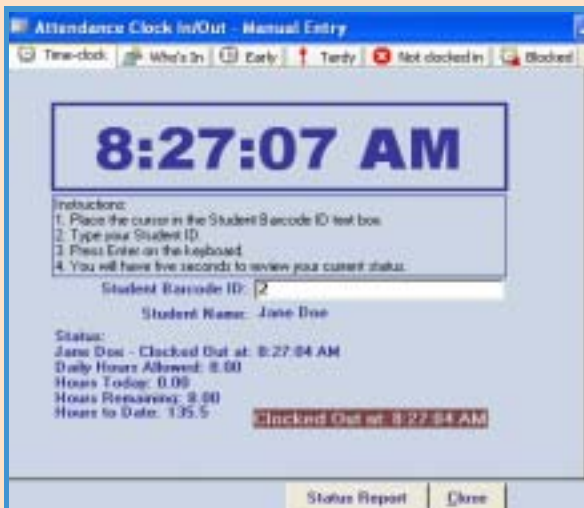 Attendance Clock In/Out - Manual Entry
Time-clock Who's In Early Tardy Not clocked in Blocked
8:27:07 AM
Instructions:
1. Place the cursor in the Student Barcode ID text box.
2. Type your Student ID.
3. Press Enter on the keyboard.
4. You will have five seconds to review your current status.
Student Barcode ID: 2
Student Name: Jane Doe
Status:
Jane Doe - Clocked Out at: 8:27:04 AM
Daily Hours Allowed: 8.00
Hours Today: 0.00
Hours Remaining: 8.00
Hours to Date: 135.5
Clocked Out at: 8:27:04 AM
Status Report Close